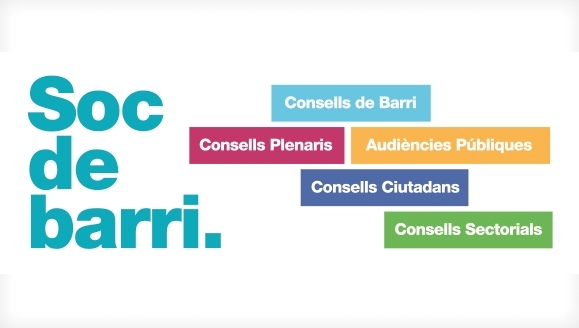 Soc
de
barri.
Consells de Barri
Consells Plenaris
Audiències Públiques
Consells Ciutadans
Consells Sectorials